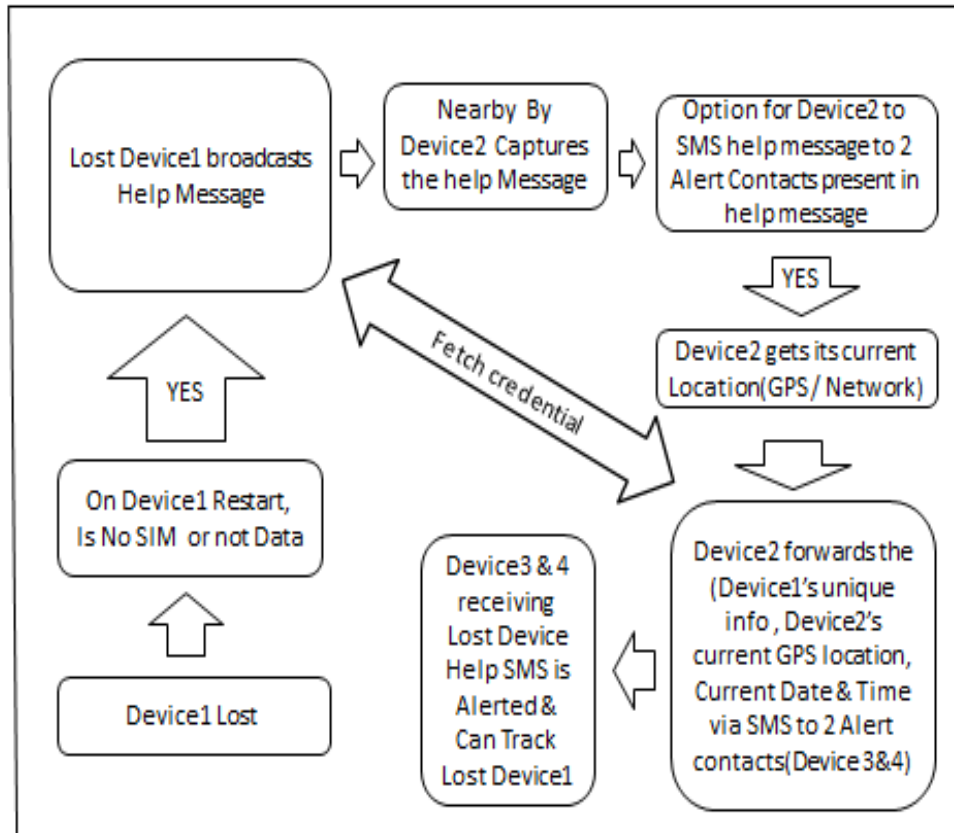 Lost Device1 broadcasts
Help Message
Nearby By
Device2 Captures
the help Message
Option for Device2 to
SMS help message to 2
Alert Contacts present in
help message
YES
Device2 gets its current
Location(GPS/ Network)
Fetch credential
YES
On Device1 Restart,
Is No SIM or not Data
Device1 Lost
Device2 forwards the
(Device1's unique
info , Device2's
current GPS location,
Current Date & Time
via SMS to 2 Alert
contacts(Device 3&4)
Device3 & 4
receiving
Lost Device
Help SMS is
Alerted &
Can Track
Lost Device1